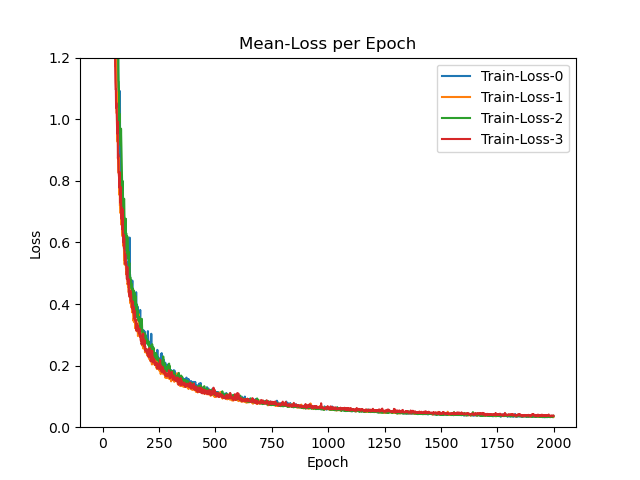 Mean-Loss per Epoch
Train-Loss-0
Train-Loss-1
Train-Loss-2
Train-Loss-3
Loss
1.2
1.0
0.8
0.6
0.4
0.2
0.0
0 250 500 750 1000 1250 1500 1750 2000
Epoch